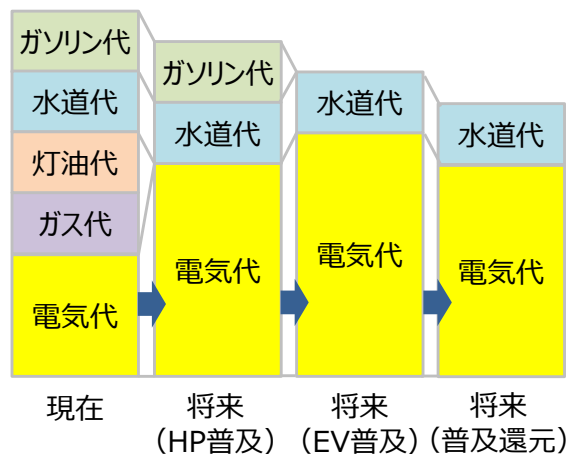 ガソリン代
水道代
灯油代
ガス代
電気代
現在
ガソリン代
水道代
電気代
将来
（HP普及）
水道代
電気代
将来
（EV普及）
水道代
電気代
将来
（普及還元）